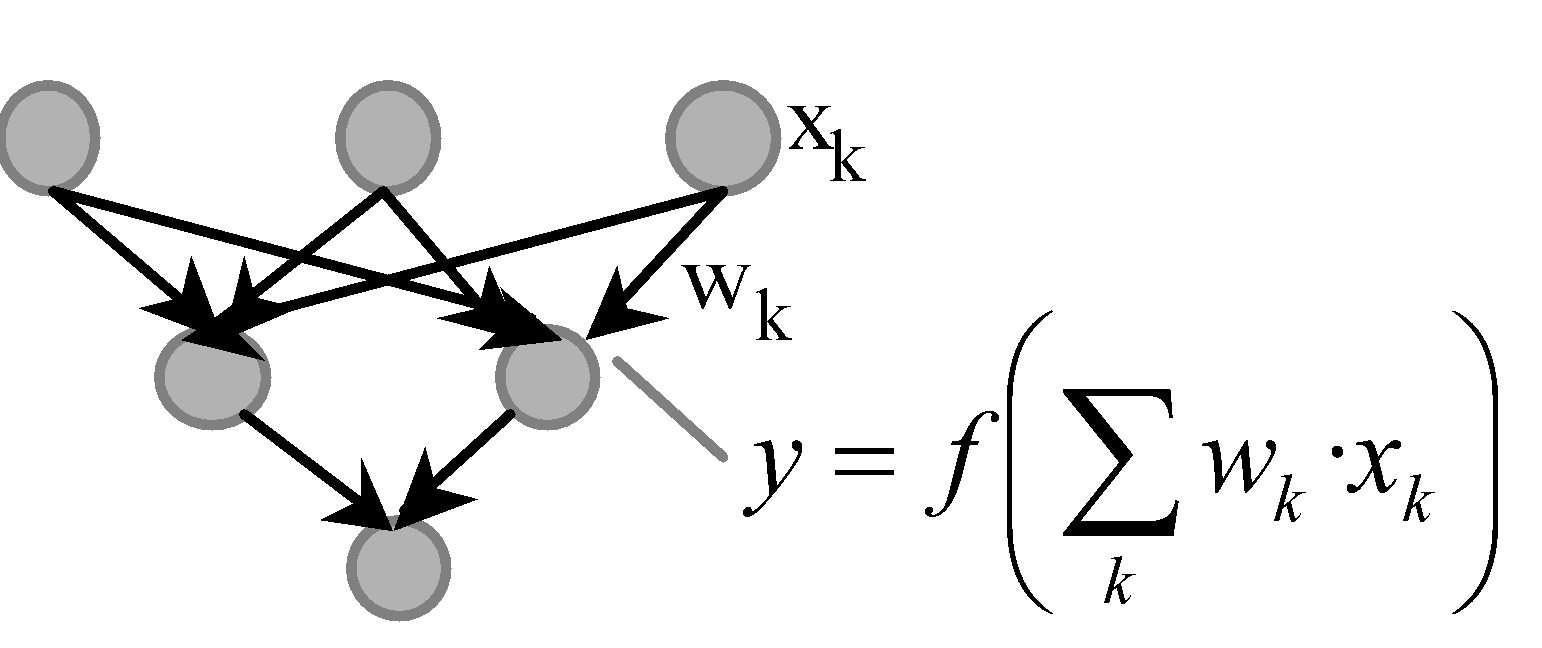 x_k
w_k
y = f(∑_k w_k · x_k)